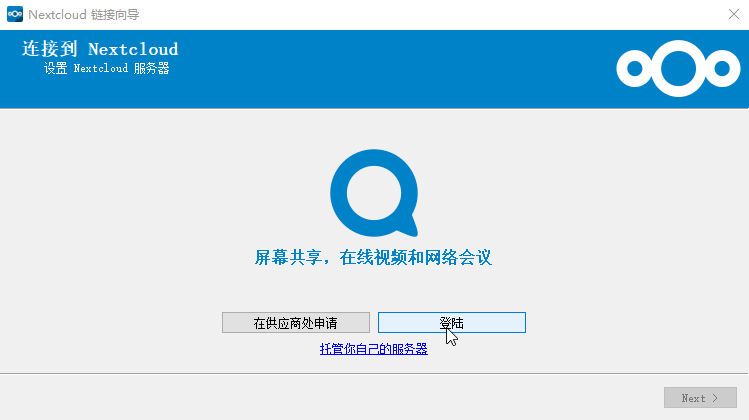 Nextcloud 链接向导
连接到 Nextcloud
设置 Nextcloud 服务器
屏幕共享，在线视频和网络会议
在供应商处申请
登陆
托管你自己的服务器
Next >